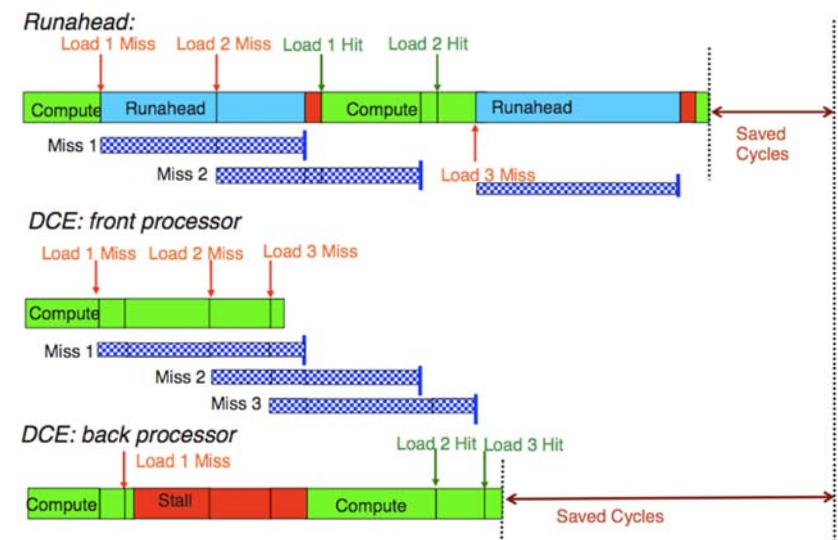 Runahead:
Load 1 Miss Load 2 Miss Load 1 Hit Load 2 Hit
Compute Runahead Compute Runahead
Saved
Cycles
Miss 1
Miss 2
Load 3 Miss
DCE: front processor
Load 1 Miss Load 2 Miss Load 3 Miss
Compute
Miss 1
Miss 2
Miss 3
DCE: back processor
Load 1 Miss
Load 2 Hit Load 3 Hit
Compute Stall Compute
Saved Cycles